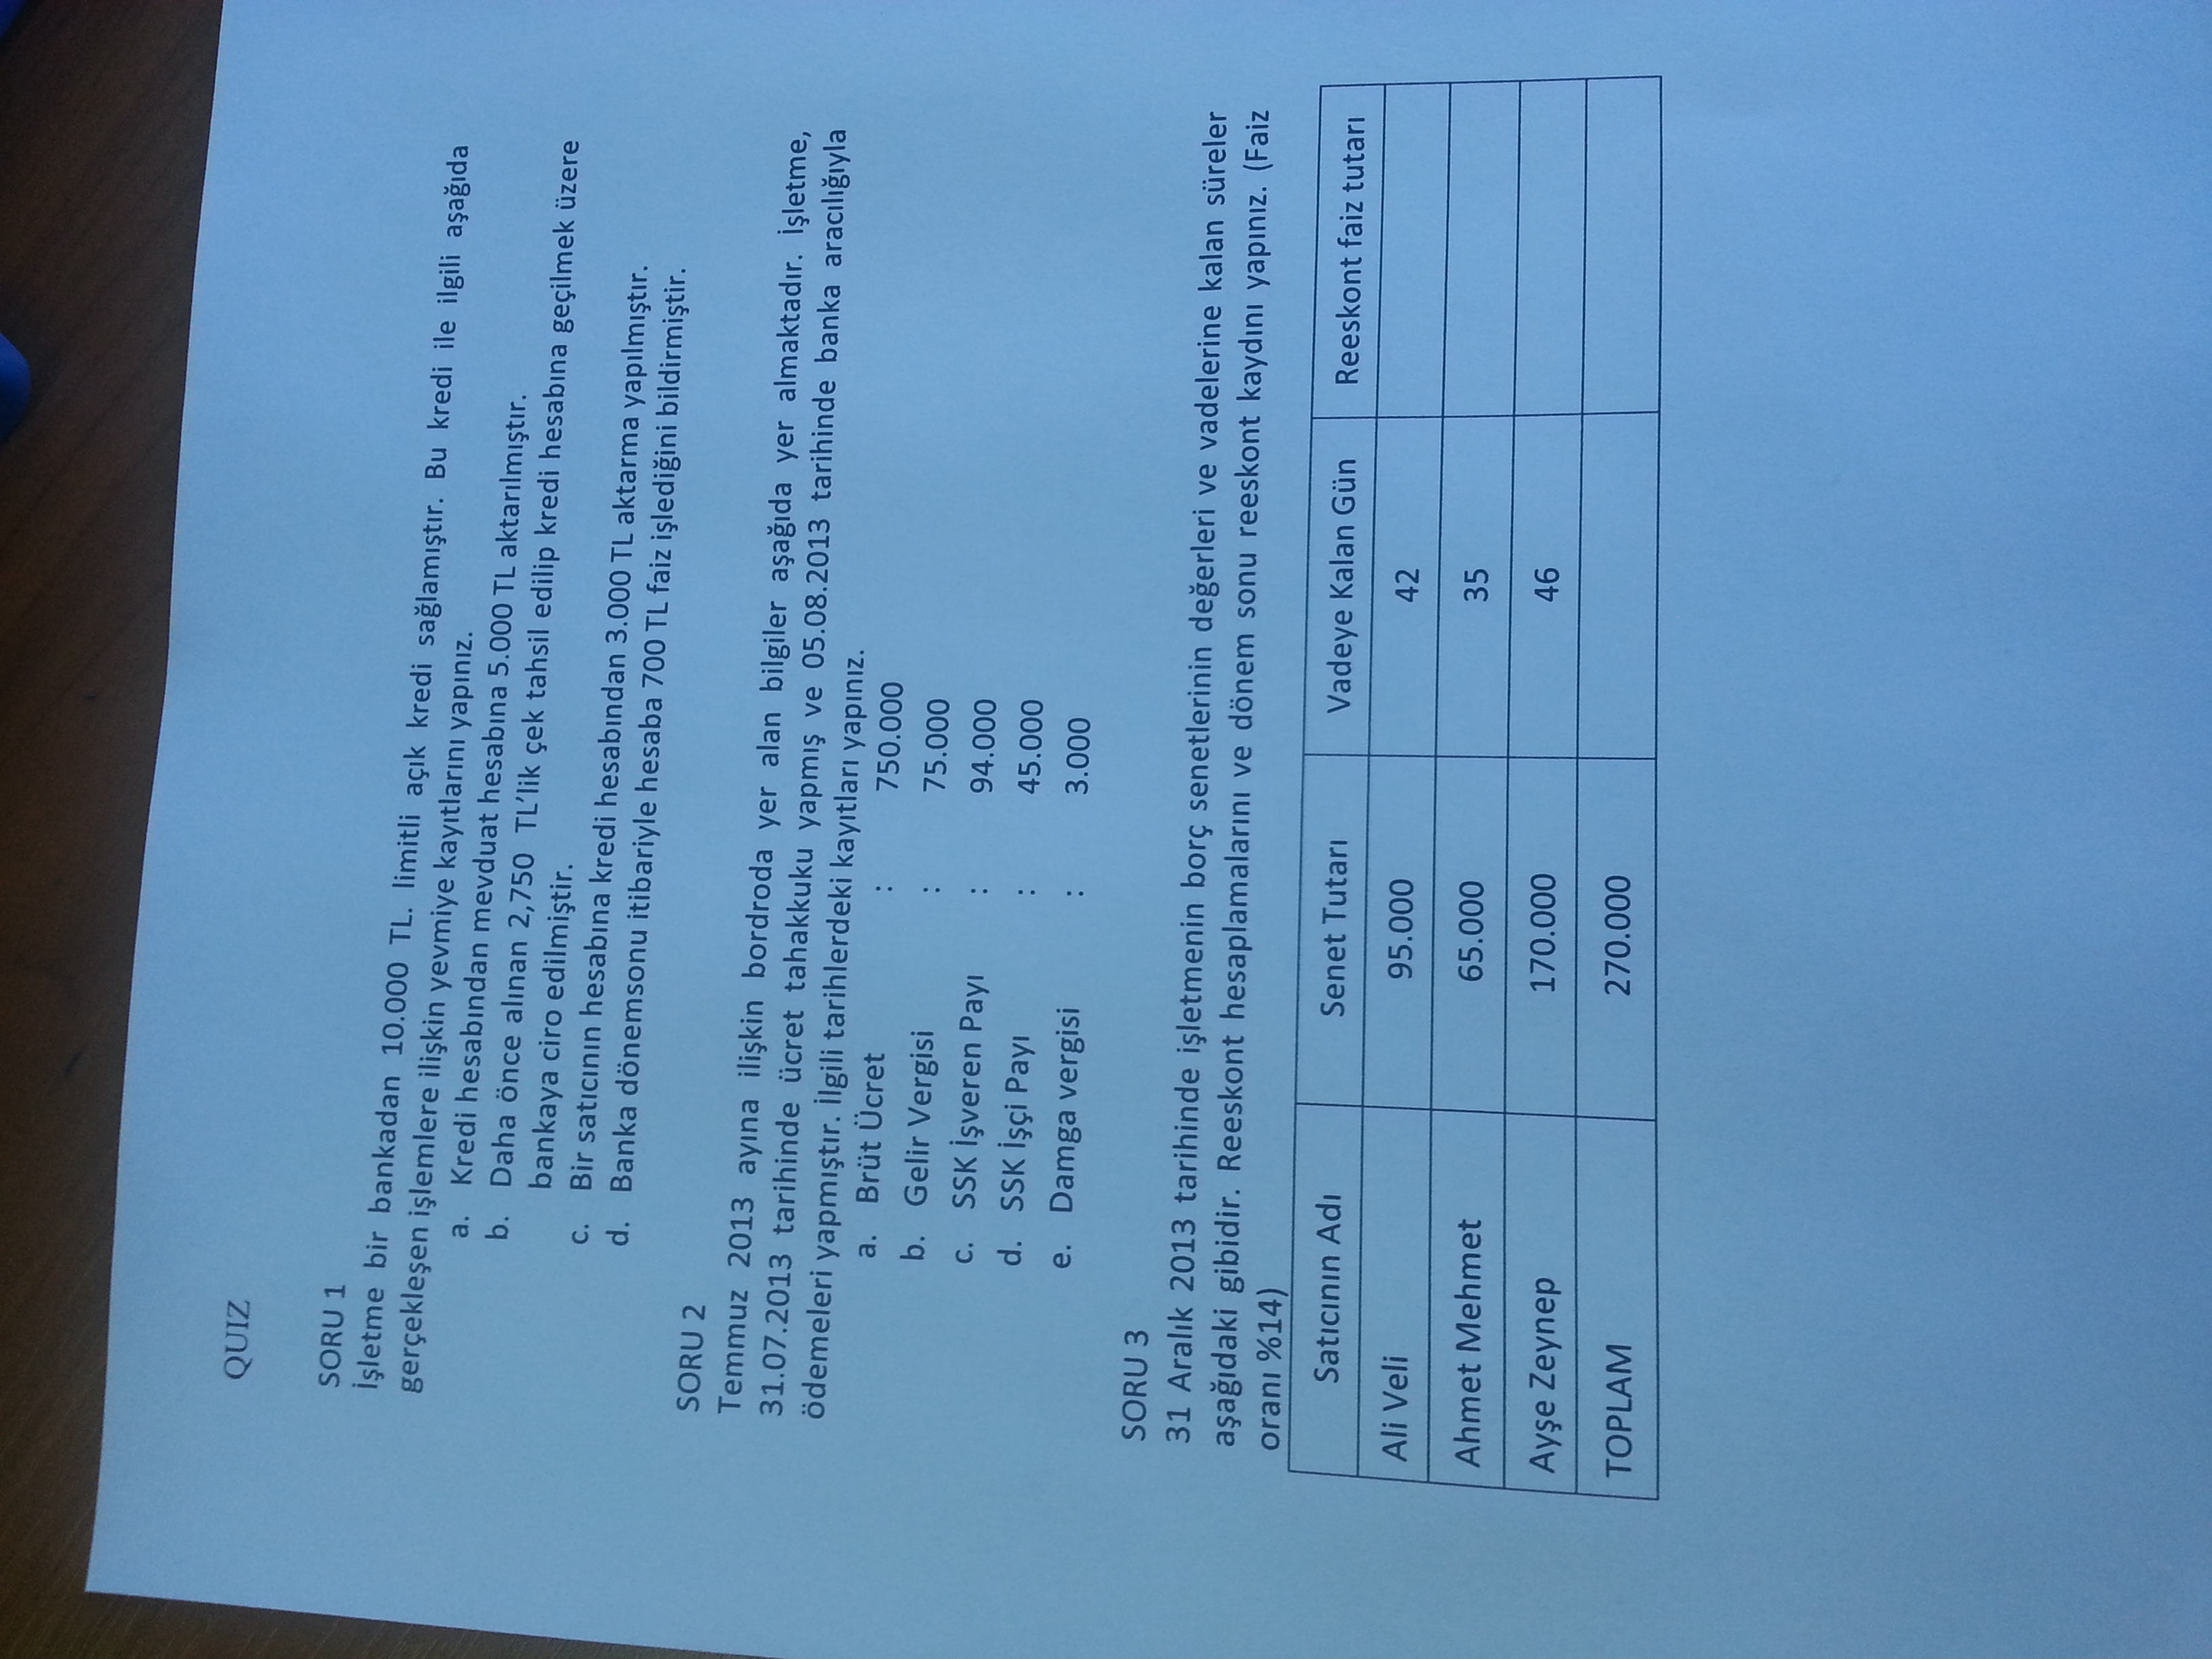 QUIZ
SORU 1
İşletme bir bankadan 10.000 TL. limitli açık kredi sağlamıştır. Bu kredi ile ilgili aşağıda
gerçekleşen işlemlere ilişkin yevmiye kayıtlarını yapınız.
a. Kredi hesabından mevduat hesabına 5.000 TL aktarılmıştır.
b. Daha önce alınan 2,750 TL'lik çek tahsil edilip kredi hesabına geçilmek üzere
bankaya ciro edilmiştir.
c. Bir satıcının hesabına kredi hesabından 3.000 TL aktarma yapılmıştır.
d. Banka dönemsonu itibariyle hesaba 700 TL faiz işlediğini bildirmiştir.
SORU 2
Temmuz 2013 ayına ilişkin bordroda yer alan bilgiler aşağıda yer almaktadır. İşletme,
31.07.2013 tarihinde ücret tahakkuku yapmış ve 05.08.2013 tarihinde banka aracılığıyla
ödemeleri yapmıştır. İlgili tarihlerdeki kayıtları yapınız.
a. Brüt Ücret : 750.000
b. Gelir Vergisi : 75.000
c. SSK İşveren Payı : 94.000
d. SSK İşçi Payı : 45.000
e. Damga vergisi : 3.000
SORU 3
31 Aralık 2013 tarihinde işletmenin borç senetlerinin değerleri ve vadelerine kalan süreler
aşağıdaki gibidir. Reeskont hesaplamalarını ve dönem sonu reeskont kaydını yapınız. (Faiz
oranı %14)
Satıcının Adı Senet Tutarı Vadeye Kalan Gün Reeskont faiz tutarı
Ali Veli 95.000 42
Ahmet Mehmet 65.000 35
Ayşe Zeynep 170.000 46
TOPLAM 270.000